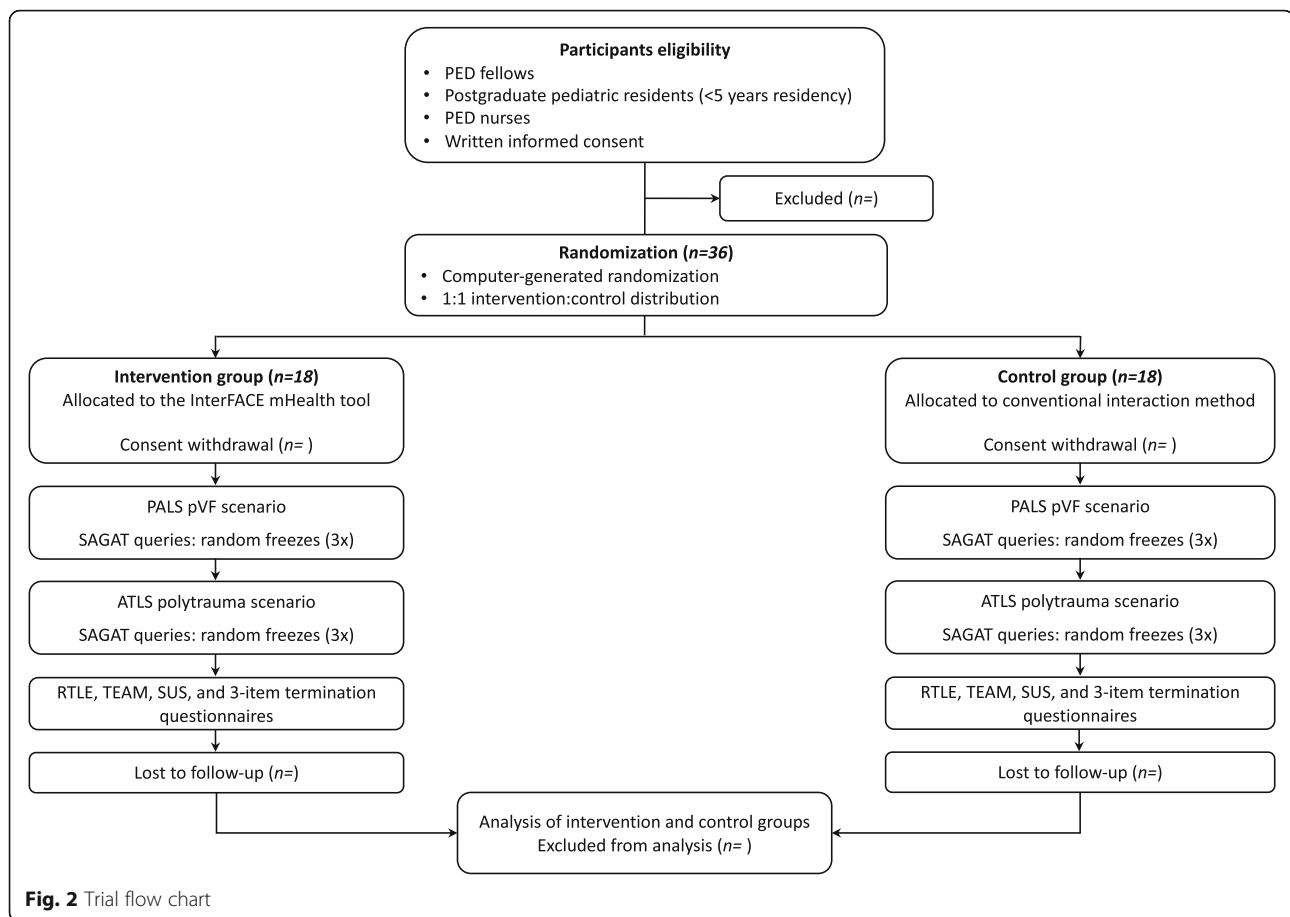 Participants eligibility
• PED fellows
• Postgraduate pediatric residents (<5 years residency)
• PED nurses
• Written informed consent
Excluded (n=)
Randomization (n=36)
• Computer-generated randomization
• 1:1 intervention:control distribution
Intervention group (n=18)
Allocated to the InterFACE mHealth tool
Consent withdrawal (n= )
PALS pVF scenario
SAGAT queries: random freezes (3x)
ATLS polytrauma scenario
SAGAT queries: random freezes (3x)
RTLE, TEAM, SUS, and 3-item termination
questionnaires
Lost to follow-up (n=)
Control group (n=18)
Allocated to conventional interaction method
Consent withdrawal (n= )
PALS pVF scenario
SAGAT queries: random freezes (3x)
ATLS polytrauma scenario
SAGAT queries: random freezes (3x)
RTLE, TEAM, SUS, and 3-item termination
questionnaires
Lost to follow-up (n=)
Analysis of intervention and control groups
Excluded from analysis (n= )
Fig. 2 Trial flow chart